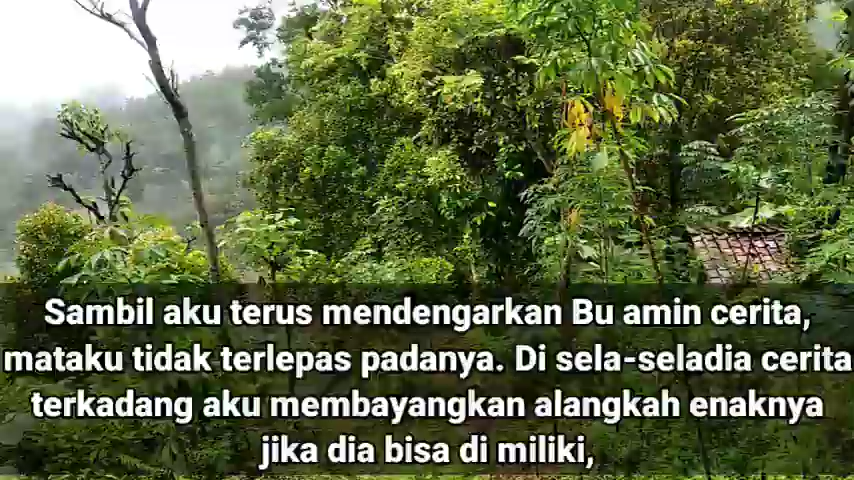 Sambil aku terus mendengarkan Bu amin cerita,
mataku tidak terlepas padanya. Di sela-seladia cerita
terkadang aku membayangkan alangkah enaknya
jika dia bisa di miliki,